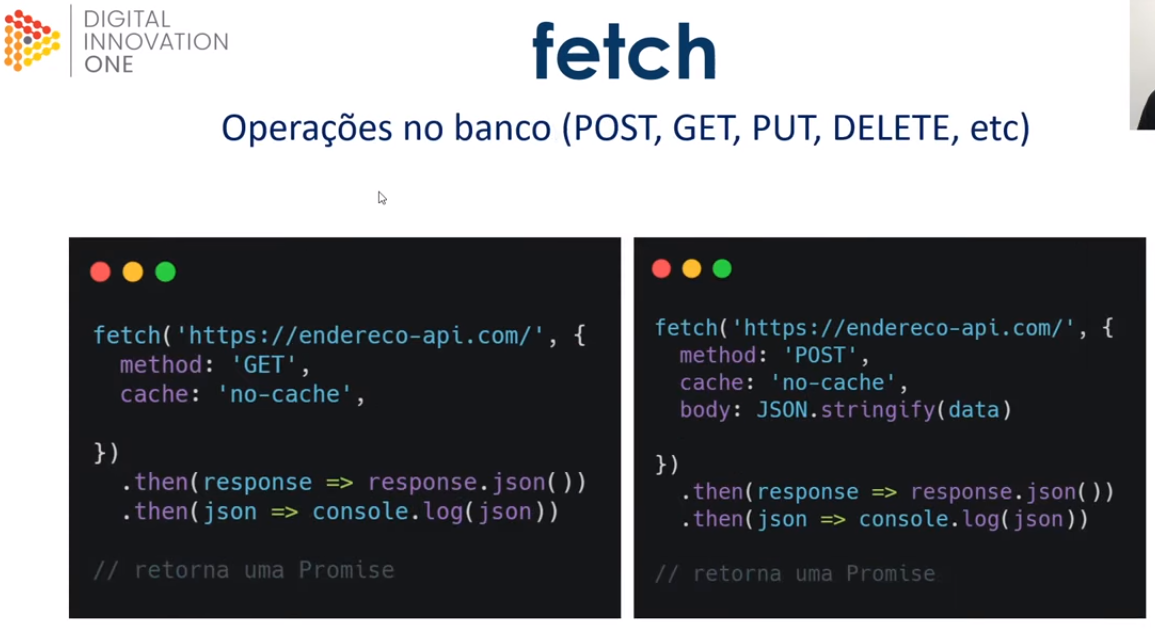 DIGITAL
INNOVATION
ONE
fetch
Operações no banco (POST, GET, PUT, DELETE, etc)
fetch('https://endereco-api.com/', {
  method: 'GET',
  cache: 'no-cache',
})
  .then(response => response.json())
  .then(json => console.log(json))
// retorna uma Promise
fetch('https://endereco-api.com/', {
  method: 'POST',
  cache: 'no-cache',
  body: JSON.stringify(data)
})
  .then(response => response.json())
  .then(json => console.log(json))
// retorna uma Promise